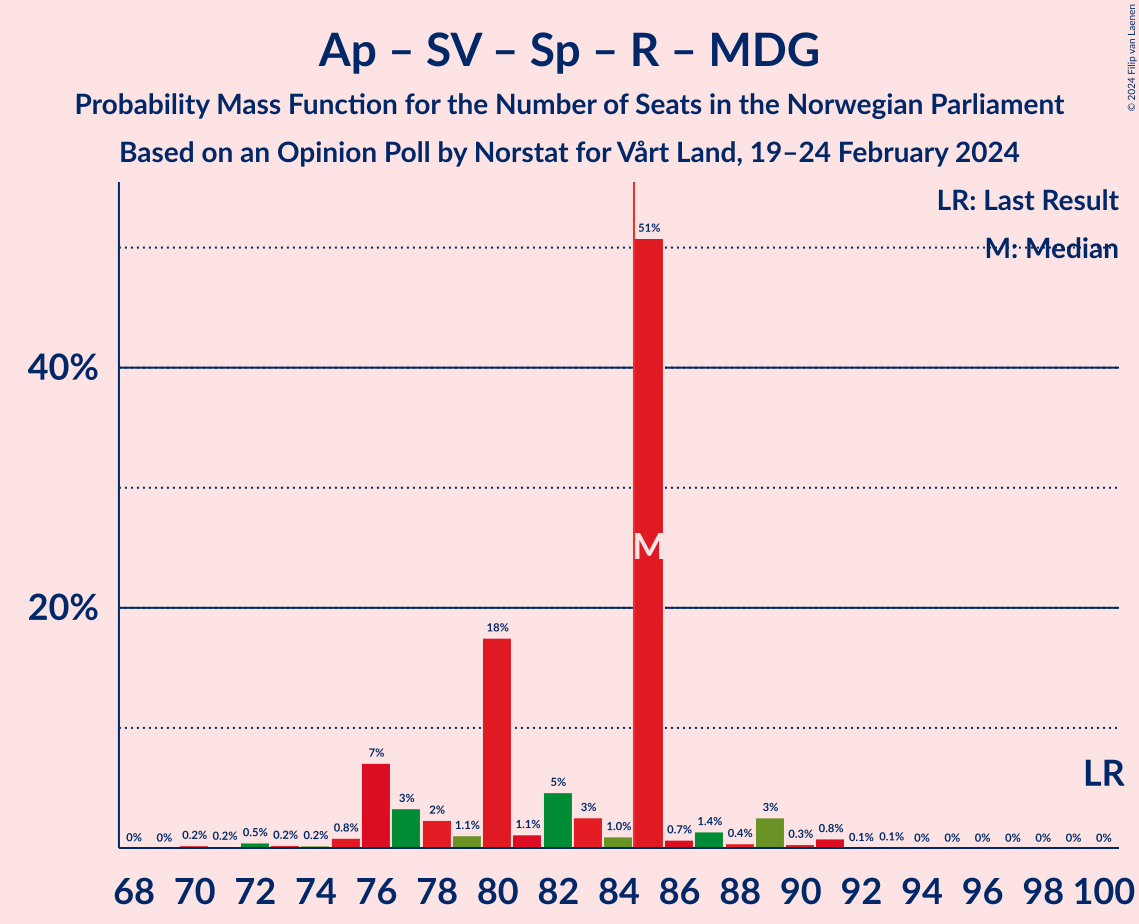 Ap – SV – Sp – R – MDG
Probability Mass Function for the Number of Seats in the Norwegian Parliament
Based on an Opinion Poll by Norstat for Vårt Land, 19–24 February 2024
© 2024 Filip van Laenen
LR: Last Result
M: Median
40%
20%
0% 0% 0.2% 0.2% 0.5% 0.2% 0.2% 0.8% 7% 3% 2% 1.1% 18% 1.1% 5% 3% 1.0% 51% 0.7% 1.4% 0.4% 3% 0.3% 0.8% 0.1% 0.1% 0% 0% 0% 0% 0% 0% 0%
M
LR
68 70 72 74 76 78 80 82 84 86 88 90 92 94 96 98 100